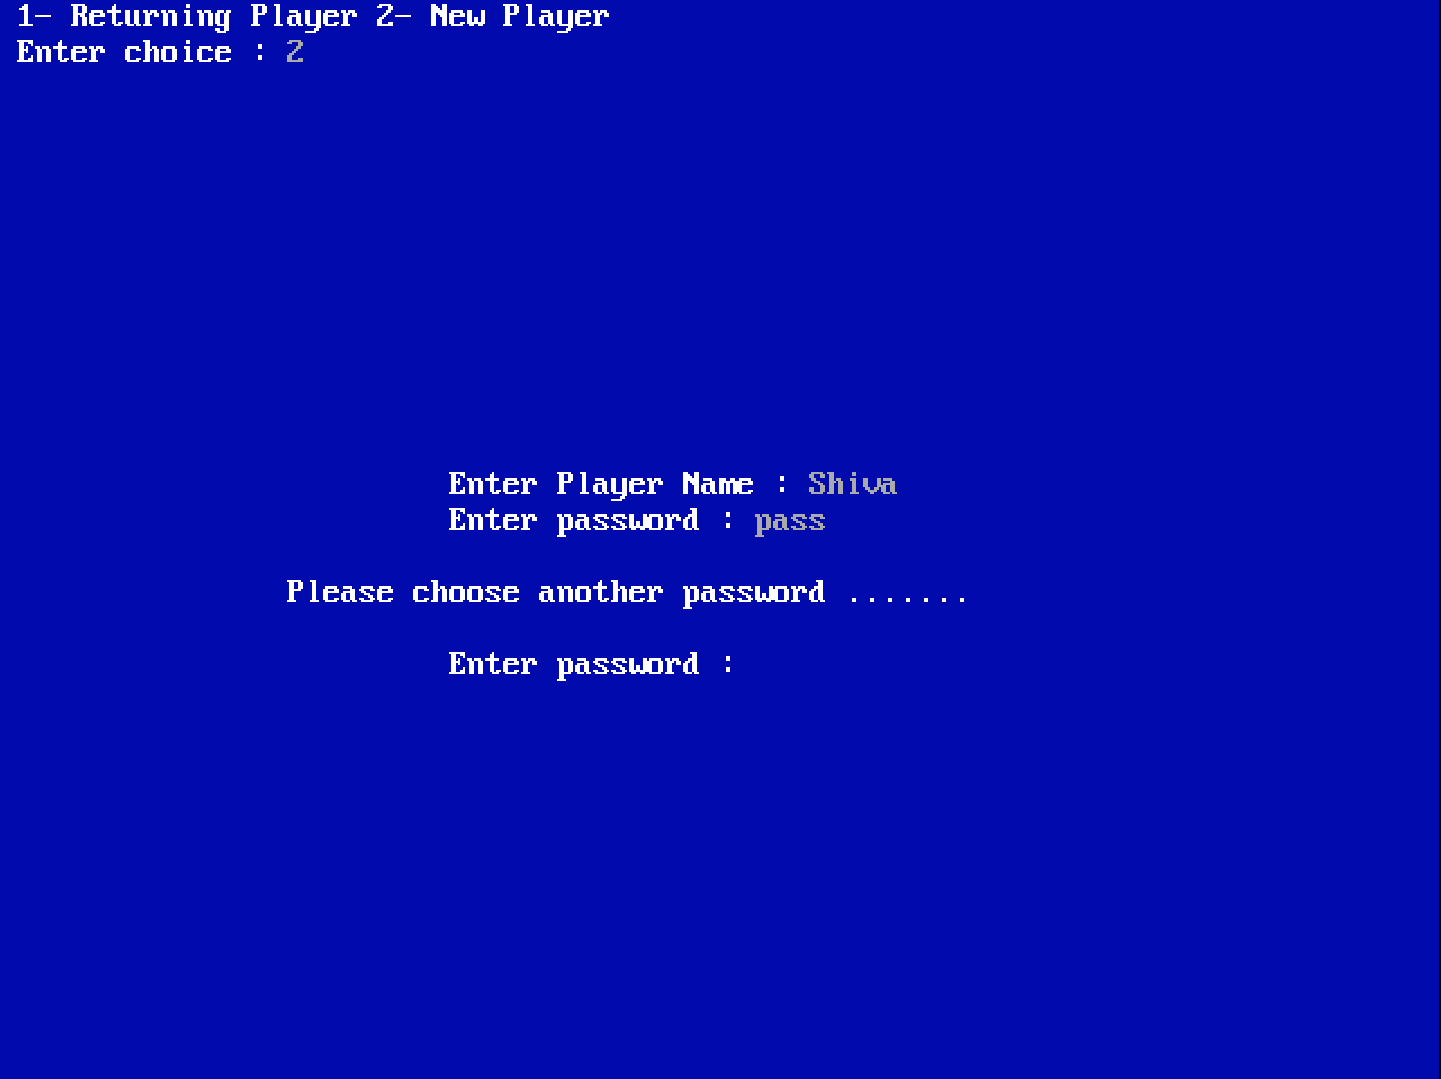 1- Returning Player 2- New Player
Enter choice : 2
Enter Player Name : Shiva
Enter password : pass
Please choose another password .......
Enter password :